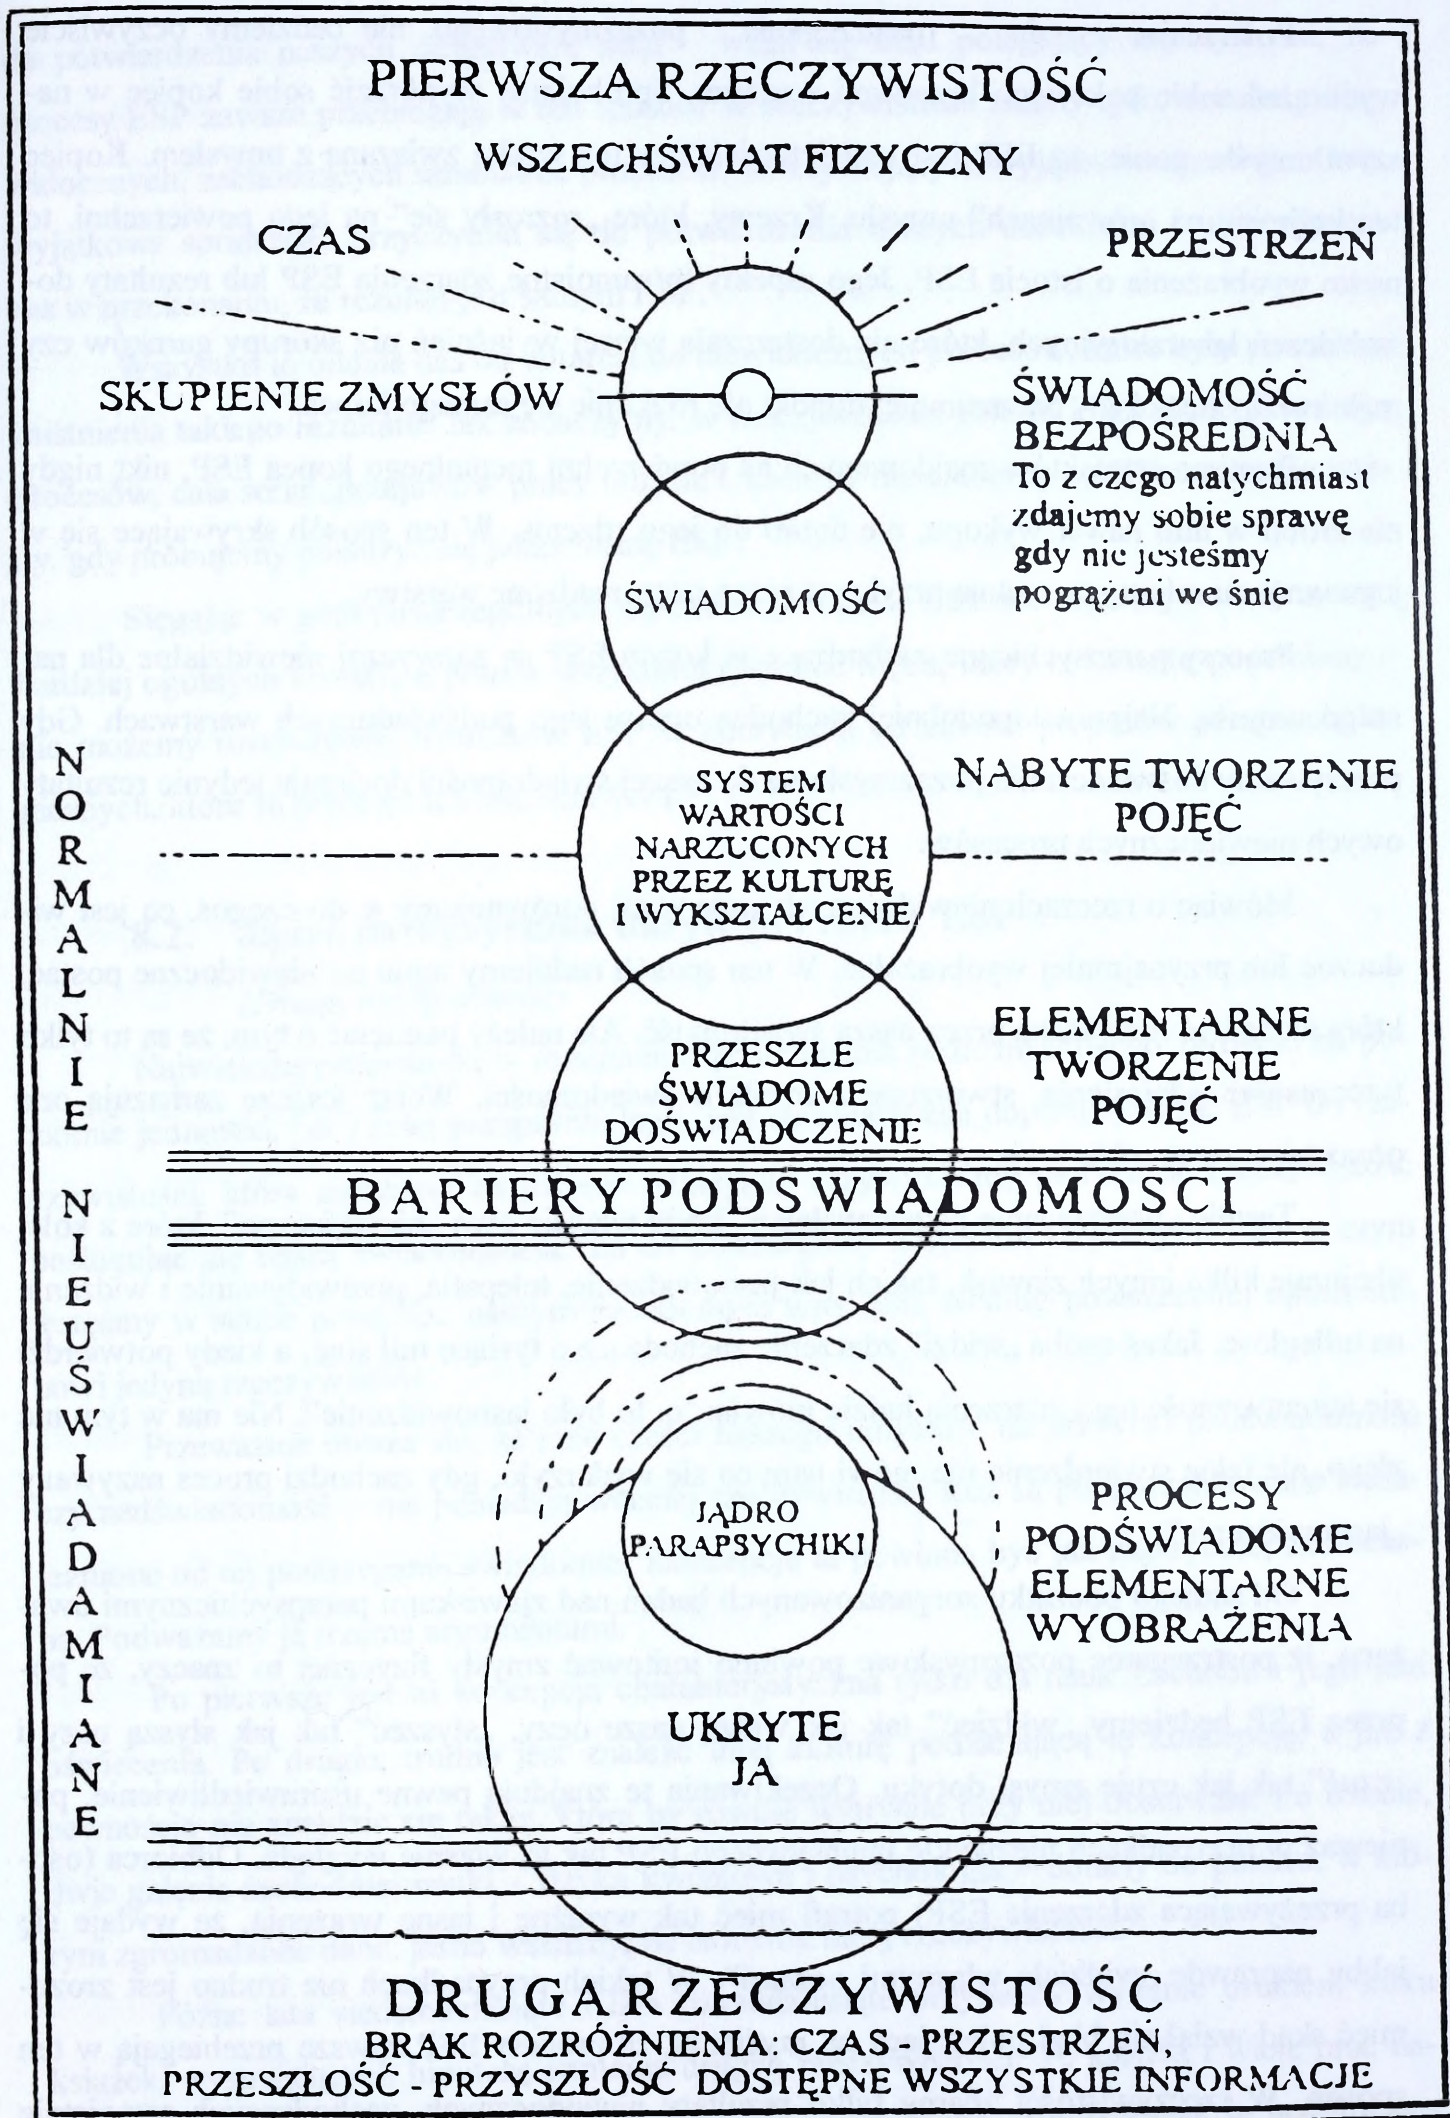 PIERWSZA RZECZYWISTOŚĆ
WSZECHŚWIAT FIZYCZNY
CZAS
PRZESTRZEŃ
SKUPIENIE ZMYSŁÓW
ŚWIADOMOŚĆ
BEZPOŚREDNIA
To z czego natychmiast
zdajemy sobie sprawę
gdy nie jesteśmy
pogrążeni we śnie
ŚWIADOMOŚĆ
SYSTEM
WARTOŚCI
NARZUCONYCH
PRZEZ KULTURĘ
I WYKSZTAŁCENIE
NABYTE TWORZENIE
POJĘĆ
NORMALNIE NIEUŚWIADAMIANE
PRZESZŁE
ŚWIADOME
DOŚWIADCZENIE
ELEMENTARNE
TWORZENIE
POJĘĆ
BARIERY PODŚWIADOMOŚCI
JĄDRO
PARAPSYCHIKI
PROCESY
PODŚWIADOMIE
ELEMENTARNE
WYOBRAŻENIA
UKRYTE
JA
DRUGA RZECZYWISTOŚĆ
BRAK ROZRÓŻNIENIA: CZAS - PRZESTRZEŃ,
PRZESZŁOŚĆ - PRZYSZŁOŚĆ DOSTĘPNE WSZYSTKIE INFORMACJE